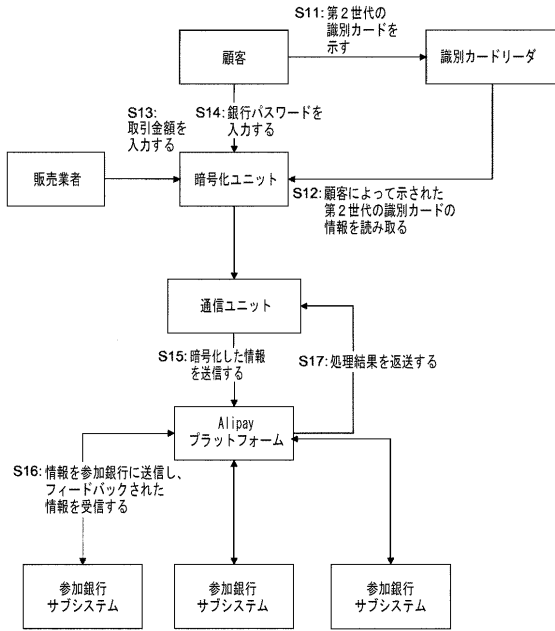 S11: 第2世代の
識別カードを
示す
顧客
識別カードリーダ
S13:
取引金額を
入力する
S14: 銀行パスワードを
入力する
販売業者
暗号化ユニット
S12: 顧客によって示された
第2世代の識別カードの
情報を読み取る
通信ユニット
S15: 暗号化した情報
を送信する
S17: 処理結果を返送する
Alipay
プラットフォーム
S16: 情報を参加銀行に送信し、
フィードバックされた
情報を受信する
参加銀行
サブシステム
参加銀行
サブシステム
参加銀行
サブシステム